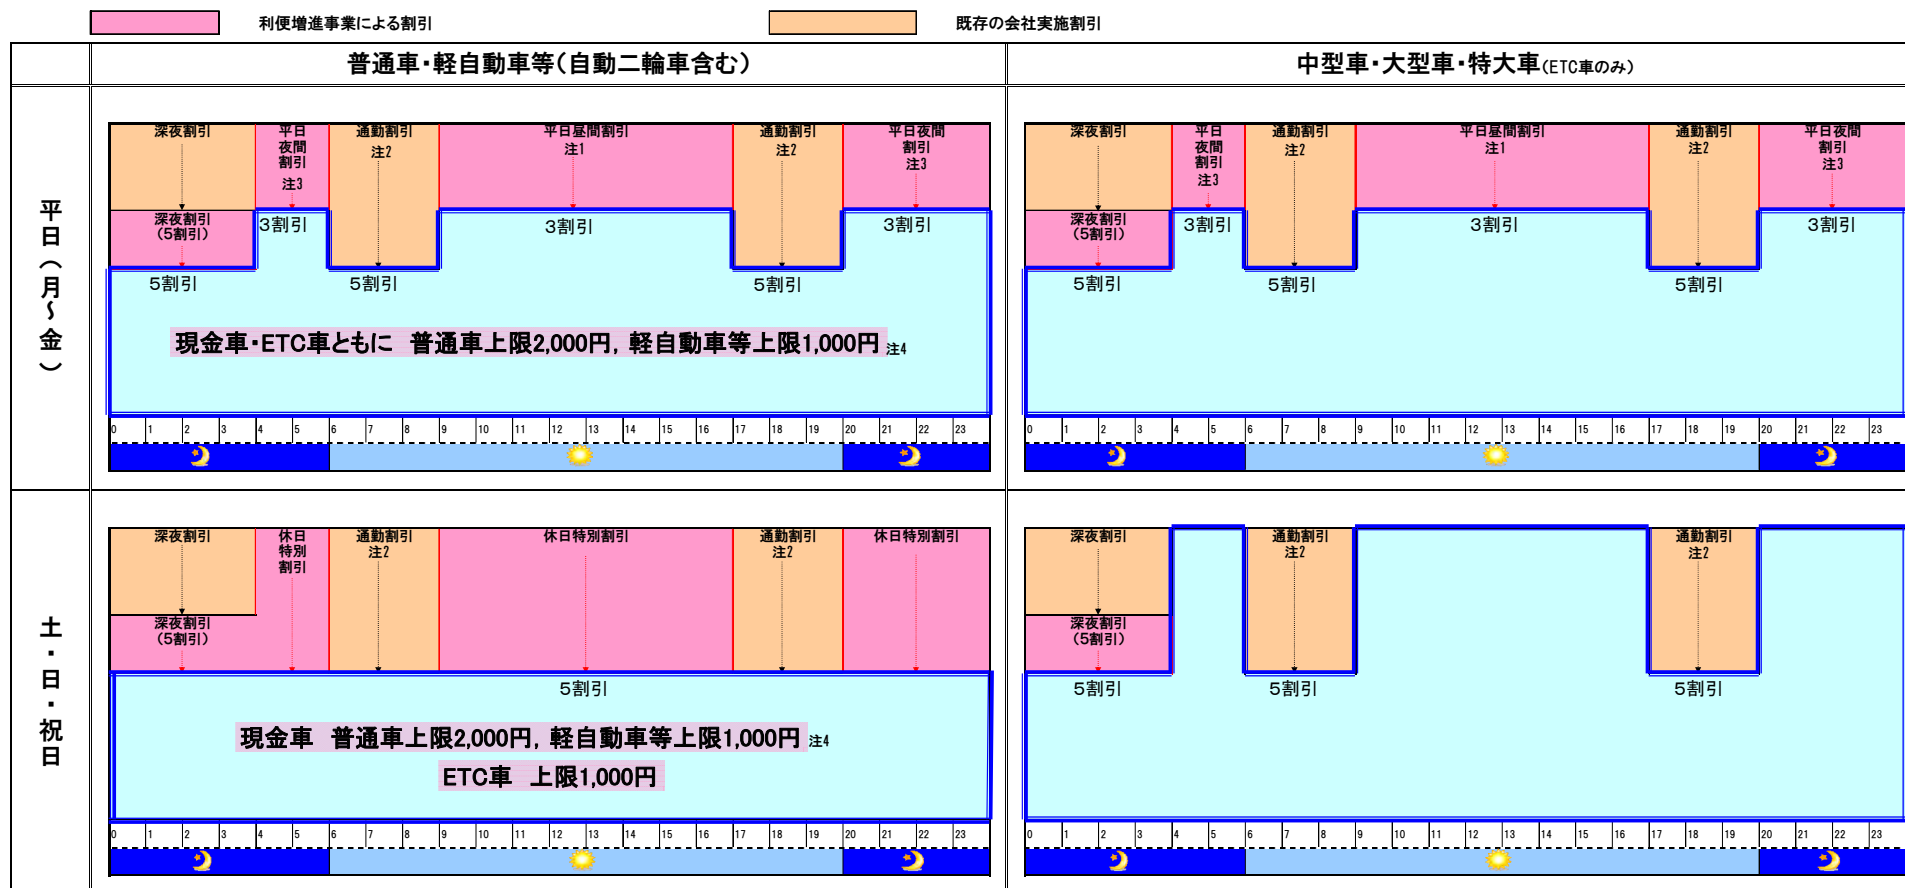 利便増進事業による割引
既存の会社実施割引
普通車・軽自動車等(自動二輪車含む)
中型車・大型車・特大車(ETC車のみ)
平日(月～金)
深夜割引
平日
夜間
割引
注3
通勤割引
注2
平日昼間割引
注1
通勤割引
注2
平日夜間
割引
注3
深夜割引
(5割引)
3割引
3割引
3割引
5割引
5割引
5割引
現金車・ETC車ともに 普通車上限2,000円, 軽自動車等上限1,000円 注4
0 1 2 3 4 5 6 7 8 9 10 11 12 13 14 15 16 17 18 19 20 21 22 23
深夜割引
平日
夜間
割引
注3
通勤割引
注2
平日昼間割引
注1
通勤割引
注2
平日夜間
割引
注3
深夜割引
(5割引)
3割引
3割引
3割引
5割引
5割引
5割引
0 1 2 3 4 5 6 7 8 9 10 11 12 13 14 15 16 17 18 19 20 21 22 23
土・日・祝日
深夜割引
休日
特別
割引
通勤割引
注2
休日特別割引
通勤割引
注2
休日特別割引
深夜割引
(5割引)
5割引
現金車 普通車上限2,000円, 軽自動車等上限1,000円 注4
ETC車 上限1,000円
0 1 2 3 4 5 6 7 8 9 10 11 12 13 14 15 16 17 18 19 20 21 22 23
深夜割引
通勤割引
注2
通勤割引
注2
深夜割引
(5割引)
5割引
5割引
5割引
0 1 2 3 4 5 6 7 8 9 10 11 12 13 14 15 16 17 18 19 20 21 22 23